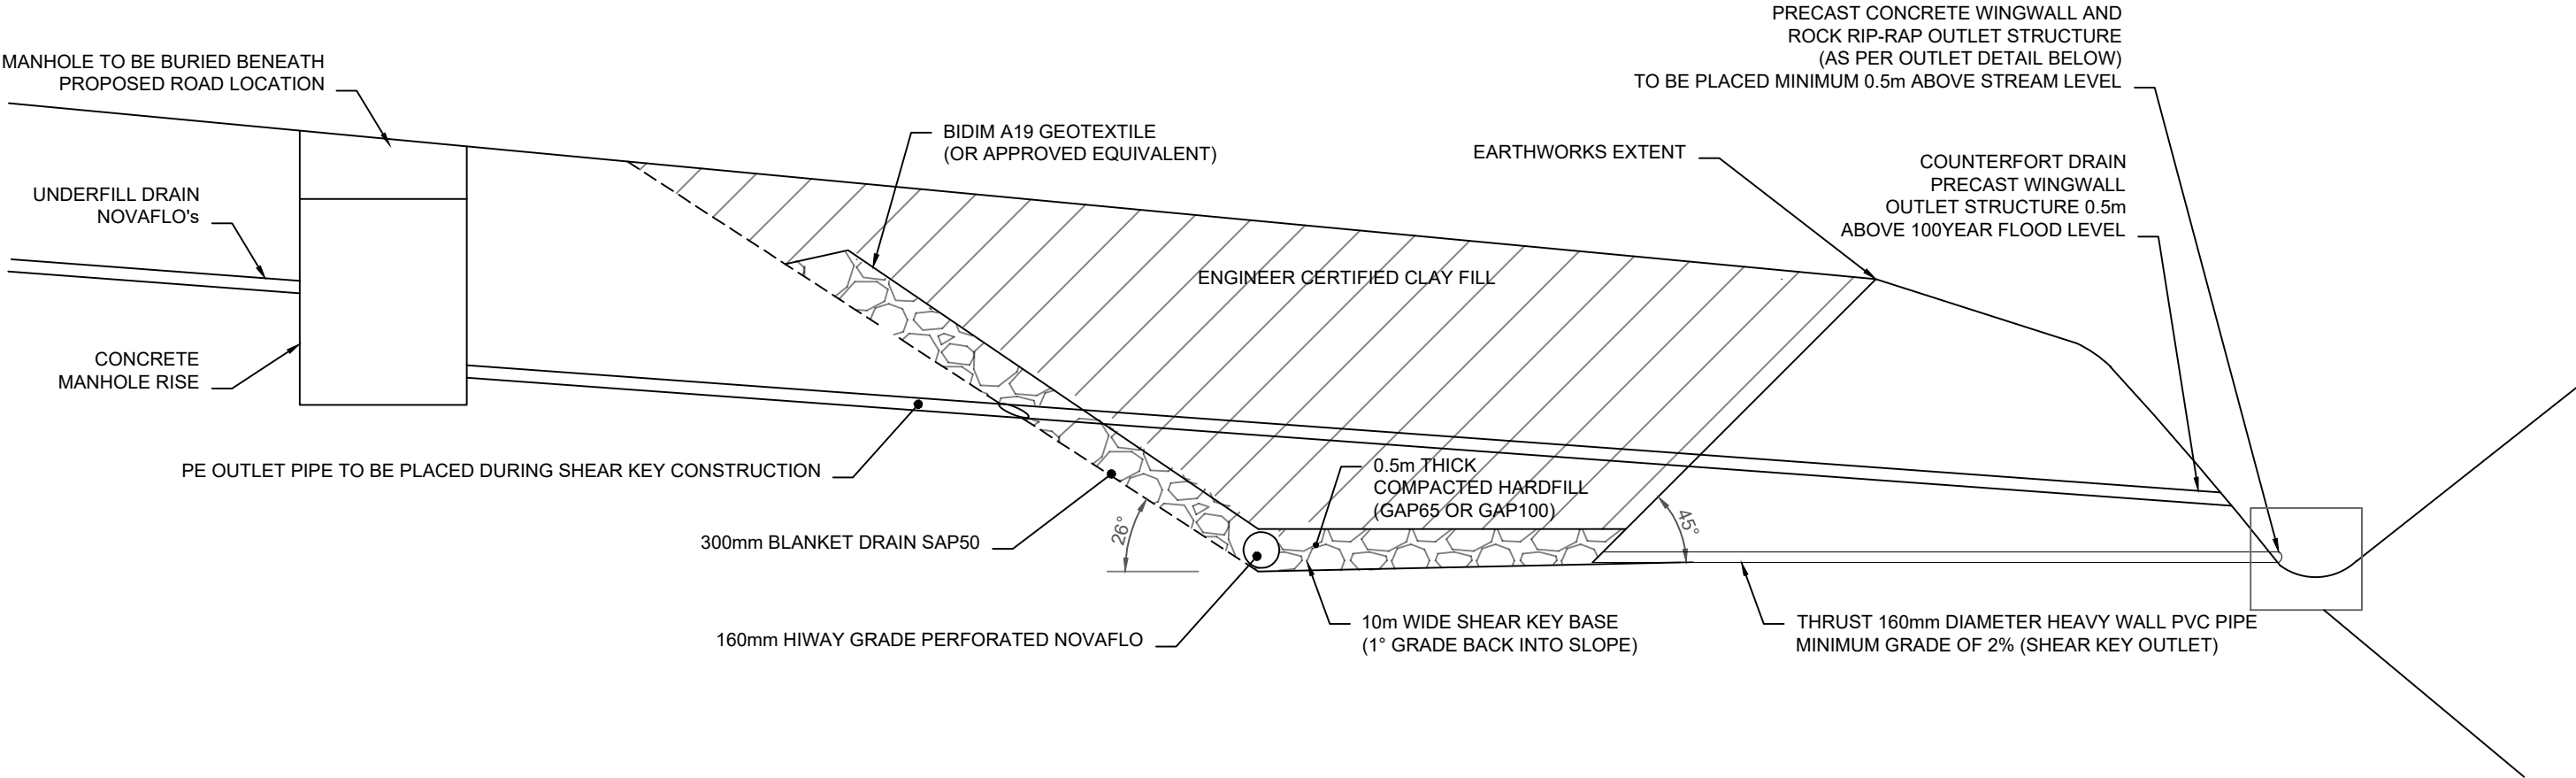 PRECAST CONCRETE WINGWALL AND
ROCK RIP-RAP OUTLET STRUCTURE
(AS PER OUTLET DETAIL BELOW)
TO BE PLACED MINIMUM 0.5m ABOVE STREAM LEVEL
MANHOLE TO BE BURIED BENEATH
PROPOSED ROAD LOCATION
BIDIM A19 GEOTEXTILE
(OR APPROVED EQUIVALENT)
EARTHWORKS EXTENT
COUNTERFORT DRAIN
PRECAST WINGWALL
OUTLET STRUCTURE 0.5m
ABOVE 100YEAR FLOOD LEVEL
UNDERFILL DRAIN
NOVAFLO's
ENGINEER CERTIFIED CLAY FILL
CONCRETE
MANHOLE RISE
PE OUTLET PIPE TO BE PLACED DURING SHEAR KEY CONSTRUCTION
0.5m THICK
COMPACTED HARDFILL
(GAP65 OR GAP100)
26°
45°
300mm BLANKET DRAIN SAP50
160mm HIWAY GRADE PERFORATED NOVAFLO
10m WIDE SHEAR KEY BASE
(1° GRADE BACK INTO SLOPE)
THRUST 160mm DIAMETER HEAVY WALL PVC PIPE
MINIMUM GRADE OF 2% (SHEAR KEY OUTLET)